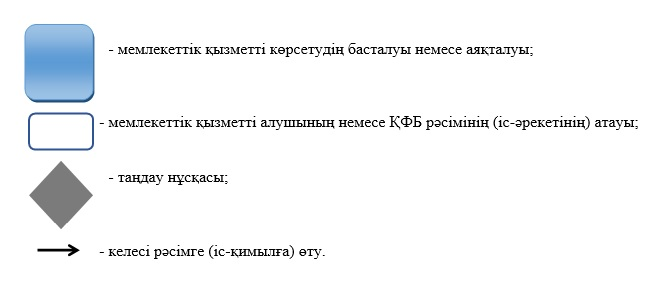 - мемлекеттік қызметті көрсетудің басталуы немесе аяқталуы;
- мемлекеттік қызметті алушының немесе ҚФБ рәсімінің (іс-әрекетінің) атауы;
- таңдау нұсқасы;
- келесі рәсімге (іс-қимылға) өту.